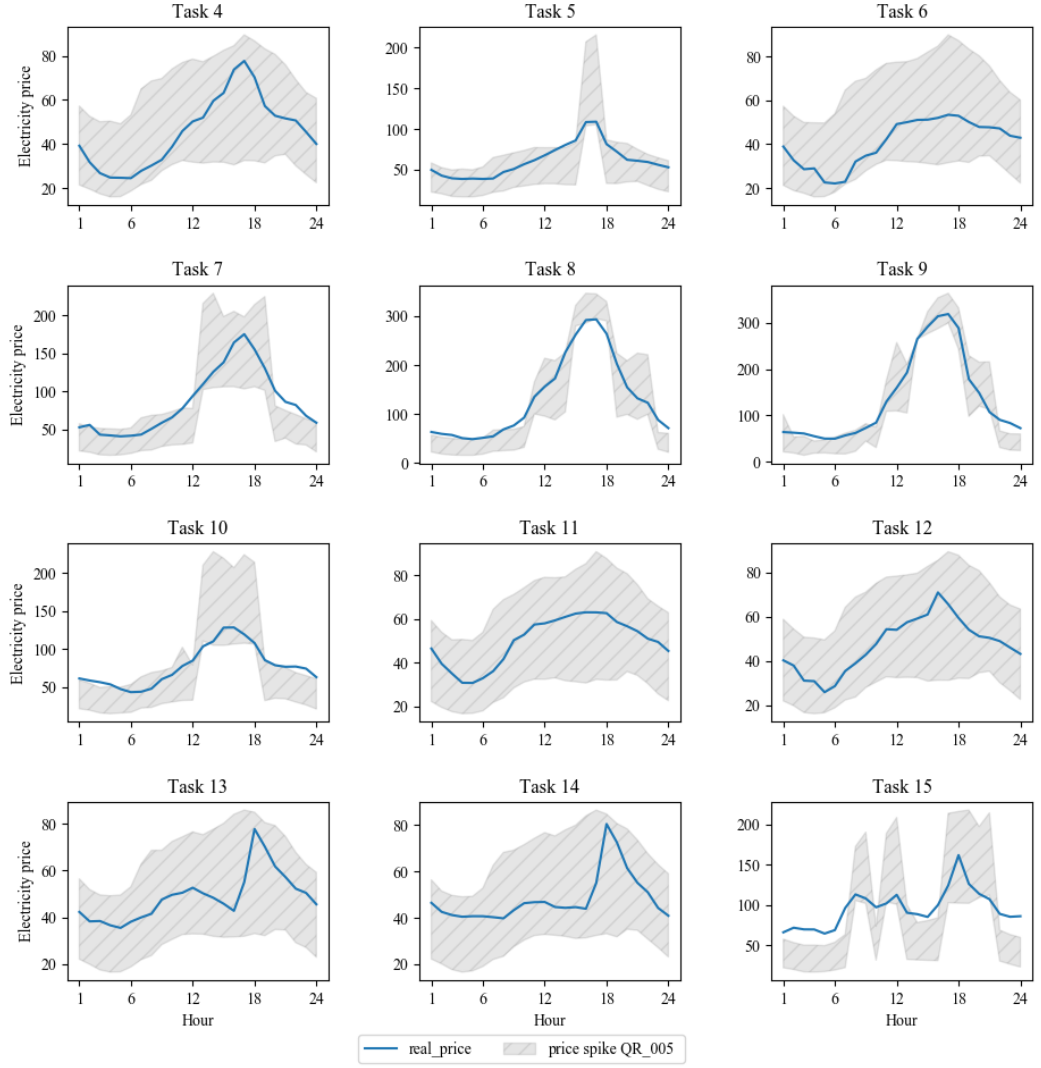 Task 4
Task 5
Task 6
Electricity price
80
60
40
20
1 6 12 18 24
200
150
100
50
1 6 12 18 24
80
60
40
20
1 6 12 18 24
Task 7
Task 8
Task 9
Electricity price
200
150
100
50
1 6 12 18 24
300
200
100
0
1 6 12 18 24
300
200
100
0
1 6 12 18 24
Task 10
Task 11
Task 12
Electricity price
200
150
100
50
1 6 12 18 24
80
60
40
20
1 6 12 18 24
80
60
40
20
1 6 12 18 24
Task 13
Task 14
Task 15
Electricity price
80
60
40
20
1 6 12 18 24
Hour
80
60
40
20
1 6 12 18 24
Hour
200
150
100
50
1 6 12 18 24
Hour
real_price
price spike QR_005